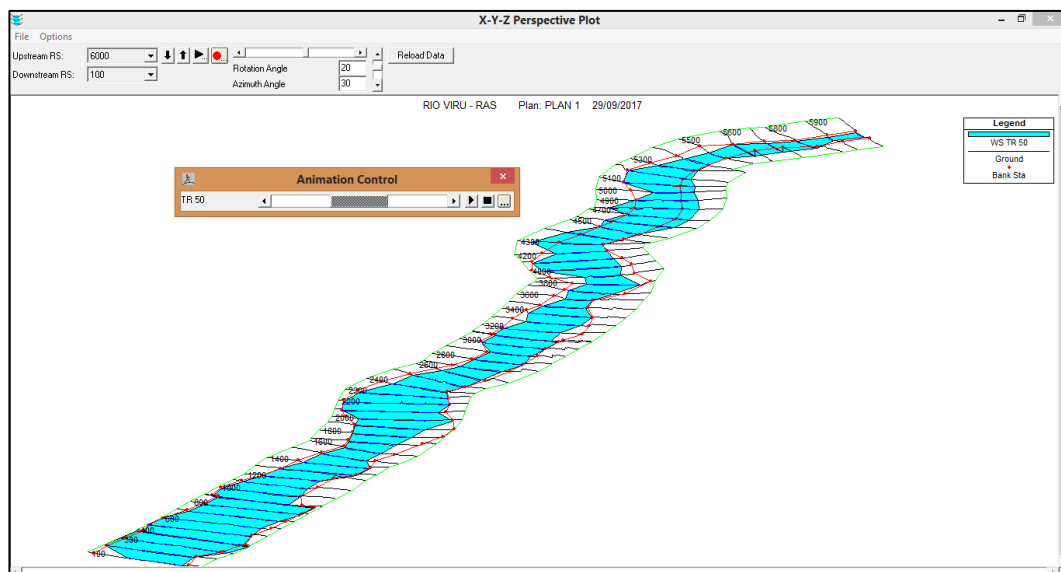 X-Y-Z Perspective Plot
File Options
Upstream RS: 6000
Downstream RS: 100
Rotation Angle 20
Azimuth Angle 30
Reload Data
RIO VIRU - RAS Plan: PLAN 1 29/09/2017
Legend
WS TR 50
Ground
Bank Sta
Animation Control
TR 50
...
5900
5800
5600
5500
5300
5100
5000
4900
4700
4500
4300
4200
4000
3800
3600
3400
3200
3000
2800
2600
2400
2200
2000
1800
1600
1400
1200
1000
800
600
400
300
100